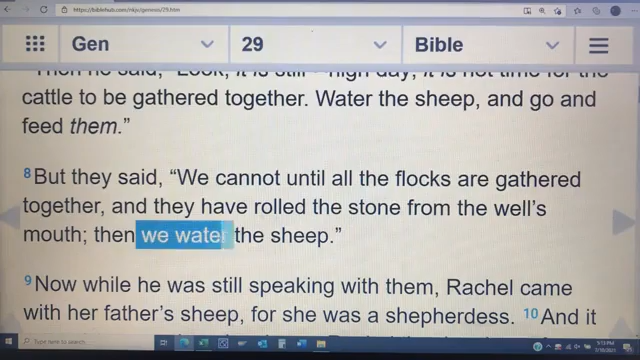 https://biblehub.com/nkjv/genesis/29.htm
Gen
29
Bible
cattle to be gathered together. Water the sheep, and go and
feed them.”
8 But they said, “We cannot until all the flocks are gathered
together, and they have rolled the stone from the well’s
mouth; then we water the sheep.”
9 Now while he was still speaking with them, Rachel came
with her father’s sheep, for she was a shepherdess. 10 And it
Type here to search